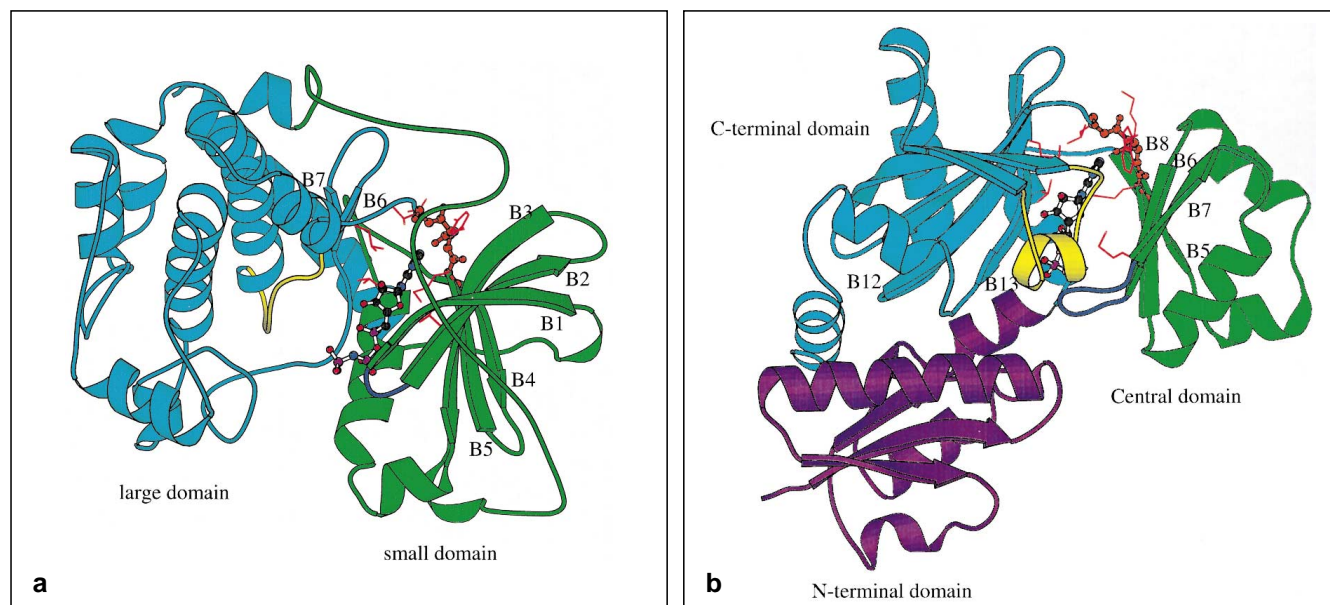 B7
B6
B3
B2
B1
B4
B5
large domain
small domain
a
C-terminal domain
B8
B6
B7
B5
B12
B13
Central domain
N-terminal domain
b